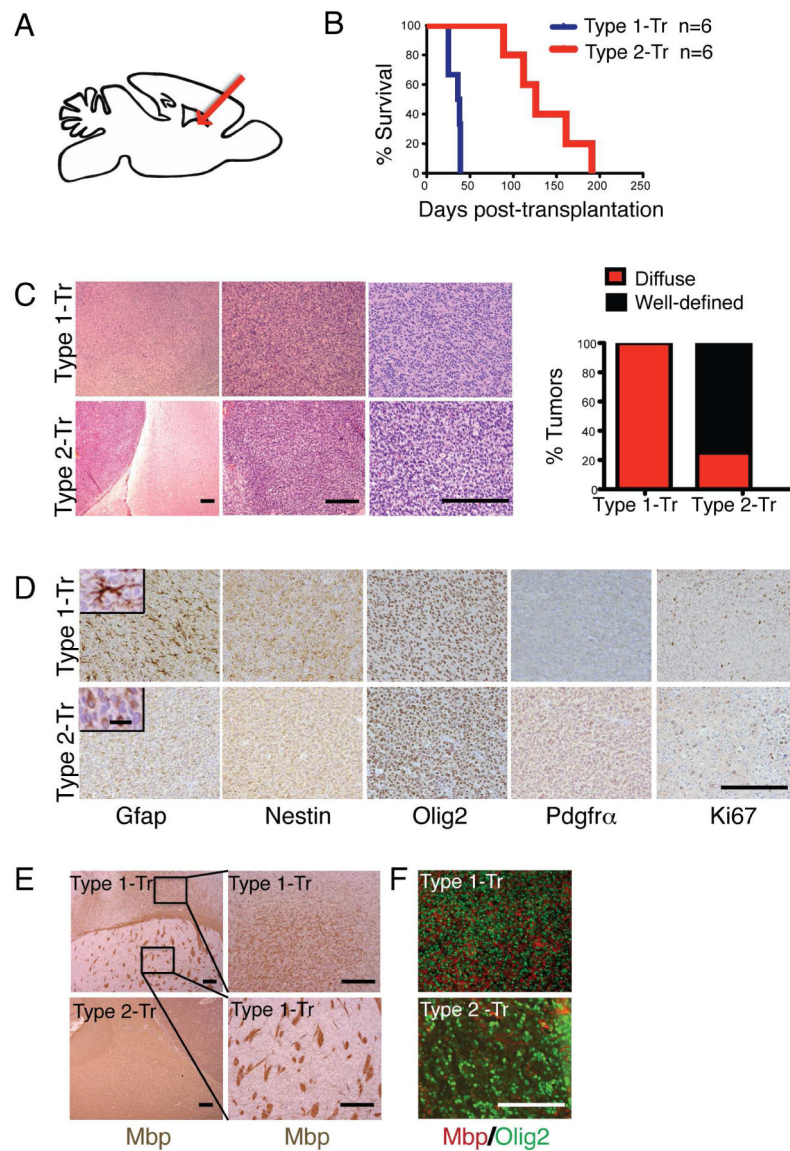 A
B
Type 1-Tr n=6
Type 2-Tr n=6
% Survival
100
80
60
40
20
0
0 50 100 150 200 250
Days post-transplantation
C
Type 1-Tr
Type 2-Tr
Diffuse
Well-defined
% Tumors
100
80
60
40
20
0
Type 1-Tr Type 2-Tr
D
Type 1-Tr
Type 2-Tr
Gfap Nestin Olig2 Pdgfrα Ki67
E
Type 1-Tr Type 1-Tr
Type 2-Tr Type 1-Tr
Mbp Mbp
F
Type 1-Tr
Type 2 -Tr
Mbp/Olig2